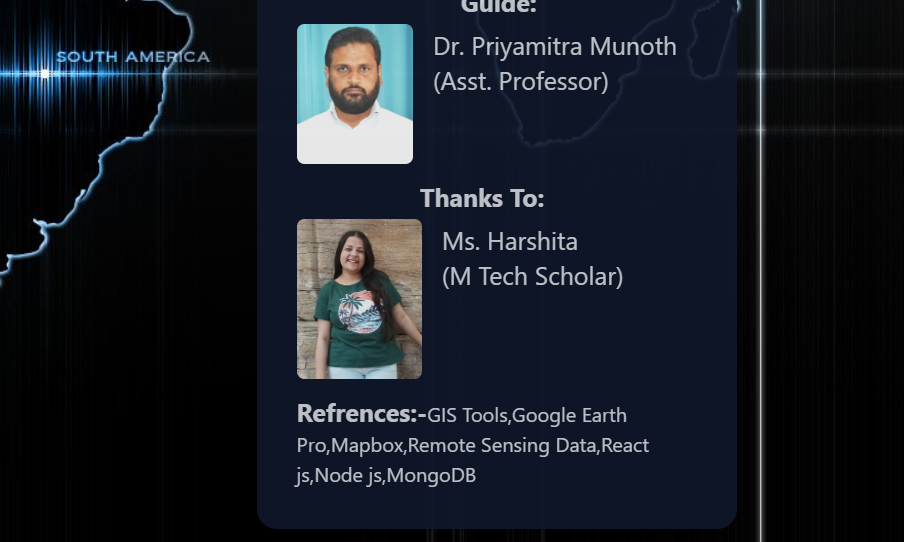 Guide:
SOUTH AMERICA
Dr. Priyamitra Munoth
(Asst. Professor)
Thanks To:
Ms. Harshita
(M Tech Scholar)
Refrences:-GIS Tools,Google Earth
Pro,Mapbox,Remote Sensing Data,React
js,Node js,MongoDB